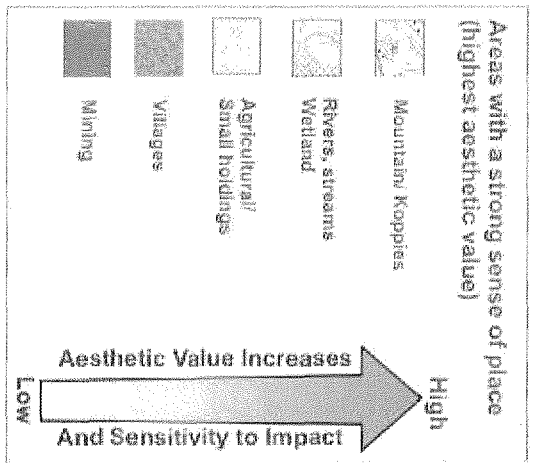 Areas with a strong sense of place
(highest aesthetic value)
Mountain/ Koppies
Rivers, streams
Wetland
Agricultural/
Small holdings
Villages
Mining
High
Aesthetic Value Increases
And Sensitivity to Impact
Low